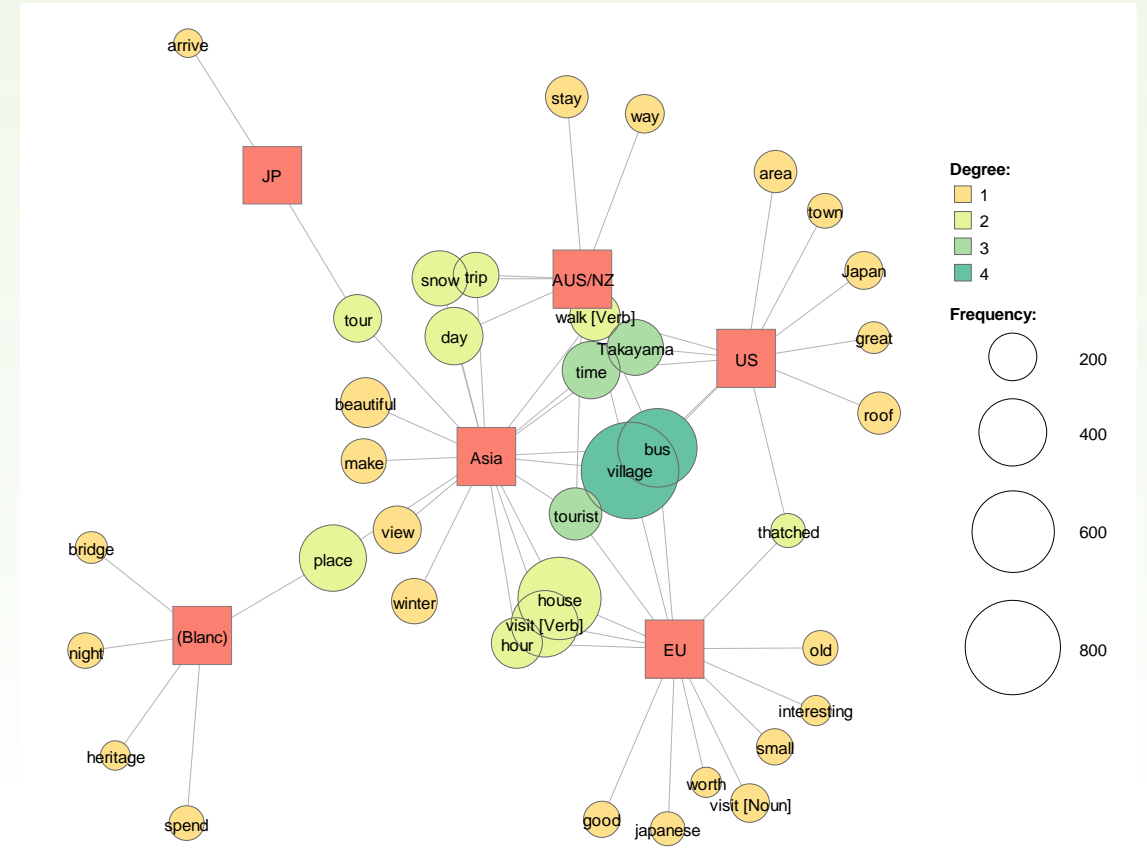 arrive
JP
stay
way
area
town
Japan
great
roof
snow
trip
AUS/NZ
walk [Verb]
day
tour
Takayama
time
US
beautiful
make
Asia
bus
village
tourist
view
thatched
place
winter
house
visit [Verb]
hour
bridge
night
(Blanc)
heritage
spend
EU
old
interesting
small
worth
visit [Noun]
good
japanese
Degree:
1
2
3
4
Frequency:
200
400
600
800